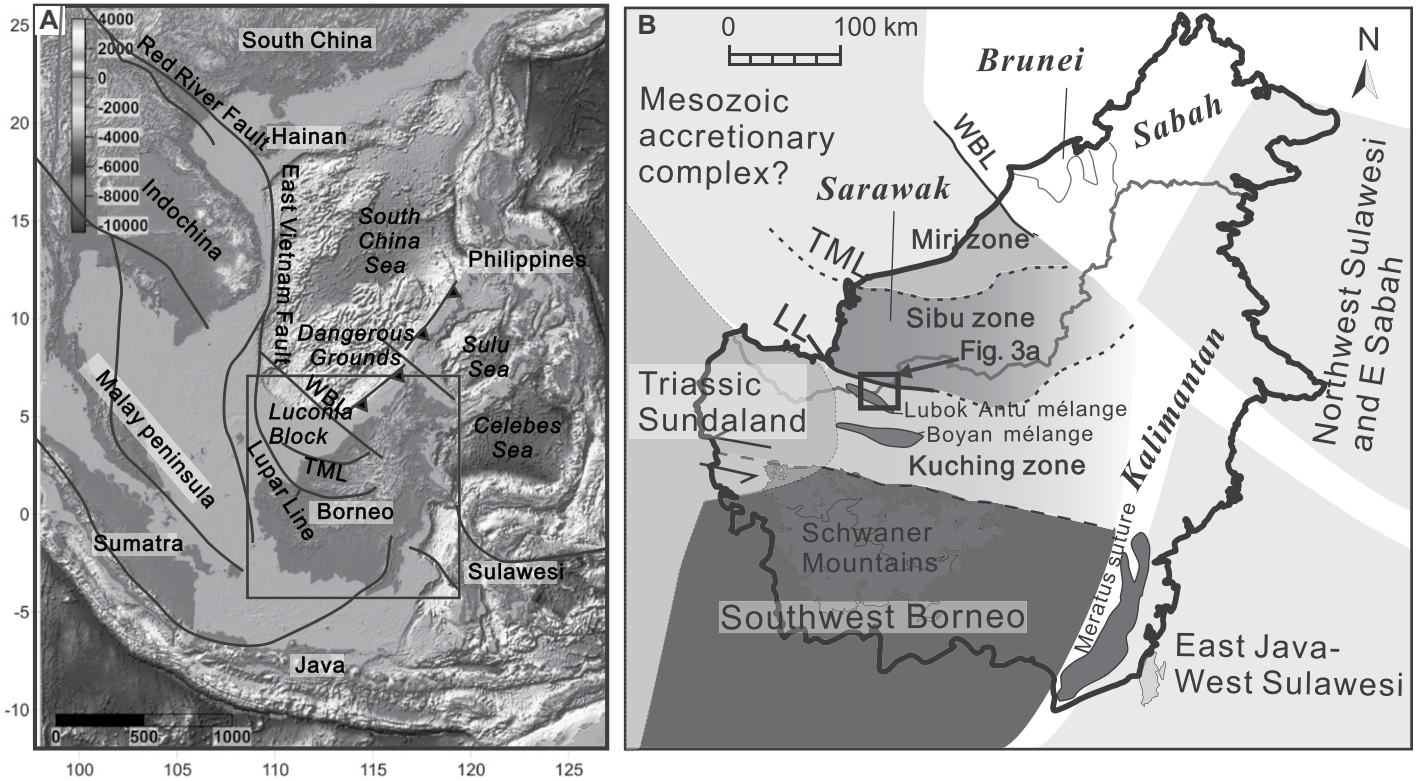 A
4000
2000
0
-2000
-4000
-6000
-8000
-10000
25
20
15
10
5
0
-5
-10
100
105
110
115
120
125
South China
Red River Fault
Hainan
East Vietnam Fault
Indochina
South
China
Sea
Philippines
Dangerous
Grounds
Sulu
Sea
WBL
Luconia
Block
Celebes
Sea
Malay peninsula
Lupar Line
TML
Borneo
Sumatra
Sulawesi
Java
0
500
1000
B
0
100 km
N
Brunei
Sabah
Mesozoic
accretionary
complex?
WBL
Sarawak
TML
Miri zone
Sibu zone
Fig. 3a
LL
Triassic
Sundaland
Lubok Antu mélange
Boyan mélange
Kuching zone
Kalimantan
Northwest Sulawesi
and E Sabah
Schwaner
Mountains
Southwest Borneo
Meratus suture
East Java-
West Sulawesi